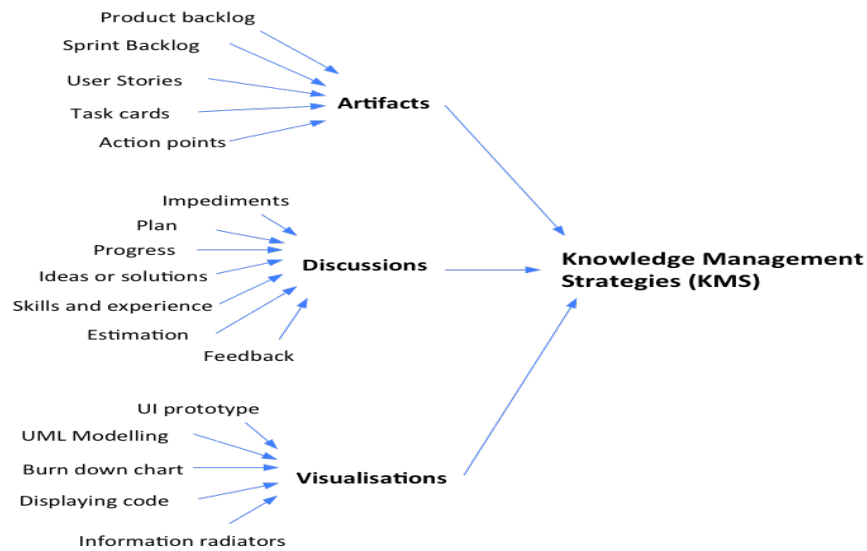 Product backlog
Sprint Backlog
User Stories
Task cards
Action points
Artifacts
Impediments
Plan
Progress
Ideas or solutions
Skills and experience
Estimation
Feedback
Discussions
Knowledge Management
Strategies (KMS)
UI prototype
UML Modelling
Burn down chart
Displaying code
Information radiators
Visualisations